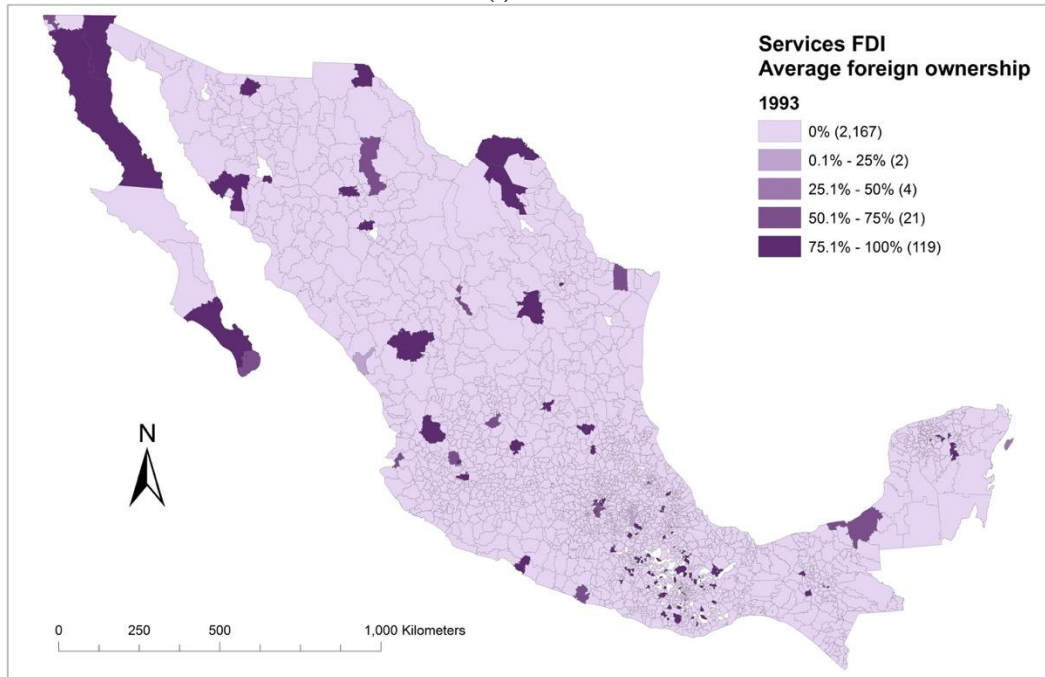 Services FDI
Average foreign ownership
1993
0% (2,167)
0.1% - 25% (2)
25.1% - 50% (4)
50.1% - 75% (21)
75.1% - 100% (119)
N
0 250 500 1,000 Kilometers